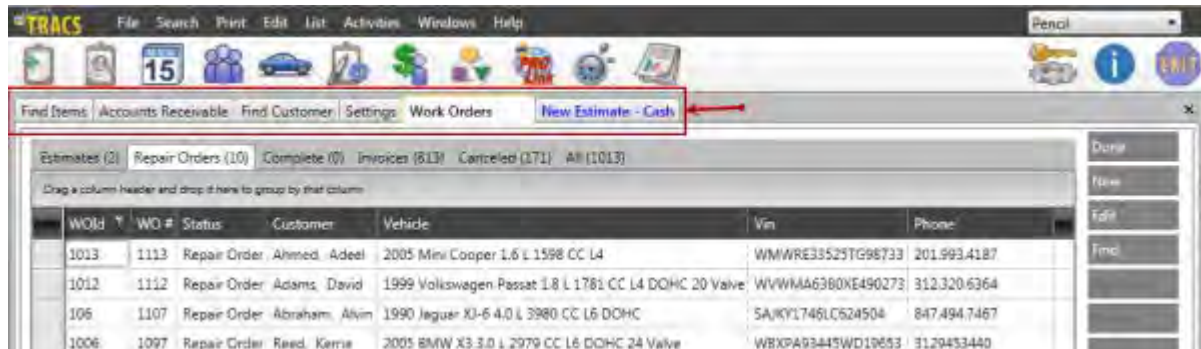 TRACS File Search Print Edit List Activities Windows Help Pencil
15 PRO Link EXIT
Find Items Accounts Receivable Find Customer Settings Work Orders New Estimate - Cash
Estimates (2) Repair Orders (10) Complete (0) Invoices (813) Canceled (171) All (1013) Done
Drag a column header and drop it here to group by that column New
WOId WO # Status Customer Vehicle Vin Phone Edit
1013 1113 Repair Order Ahmed, Adeel 2005 Mini Cooper 1.6 L 1598 CC L4 WMWRE33525TG98733 201.993.4187 Find
1012 1112 Repair Order Adams, David 1999 Volkswagen Passat 1.8 L 1781 CC L4 DOHC 20 Valve WVWMA63B0XE490273 312.320.6364
106 1107 Repair Order Abraham, Alvin 1990 Jaguar XJ-6 4.0 L 3980 CC L6 DOHC SAJKY1746LC624504 847.494.7467
1006 1097 Repair Order Reed, Kerrie 2005 BMW X3 3.0 L 2979 CC L6 DOHC 24 Valve WBXPA93445WD19653 3129453440